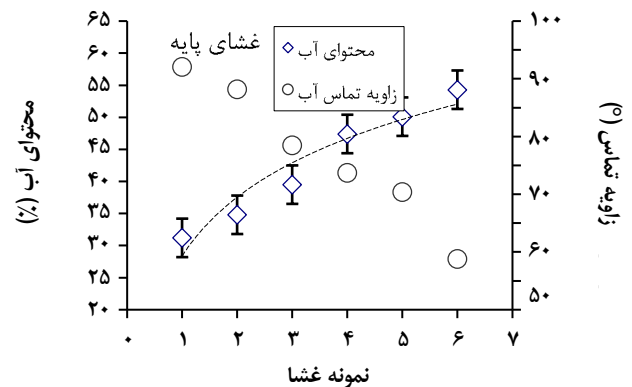 غشای پایه
محتوای آب
زاویه تماس آب
محتوای آب (%)
۶۵
۶۰
۵۵
۵۰
۴۵
۴۰
۳۵
۳۰
۲۵
۲۰
زاویه تماس (°)
۱۰۰
۹۰
۸۰
۷۰
۶۰
۵۰
۰ ۱ ۲ ۳ ۴ ۵ ۶ ۷
نمونه غشا